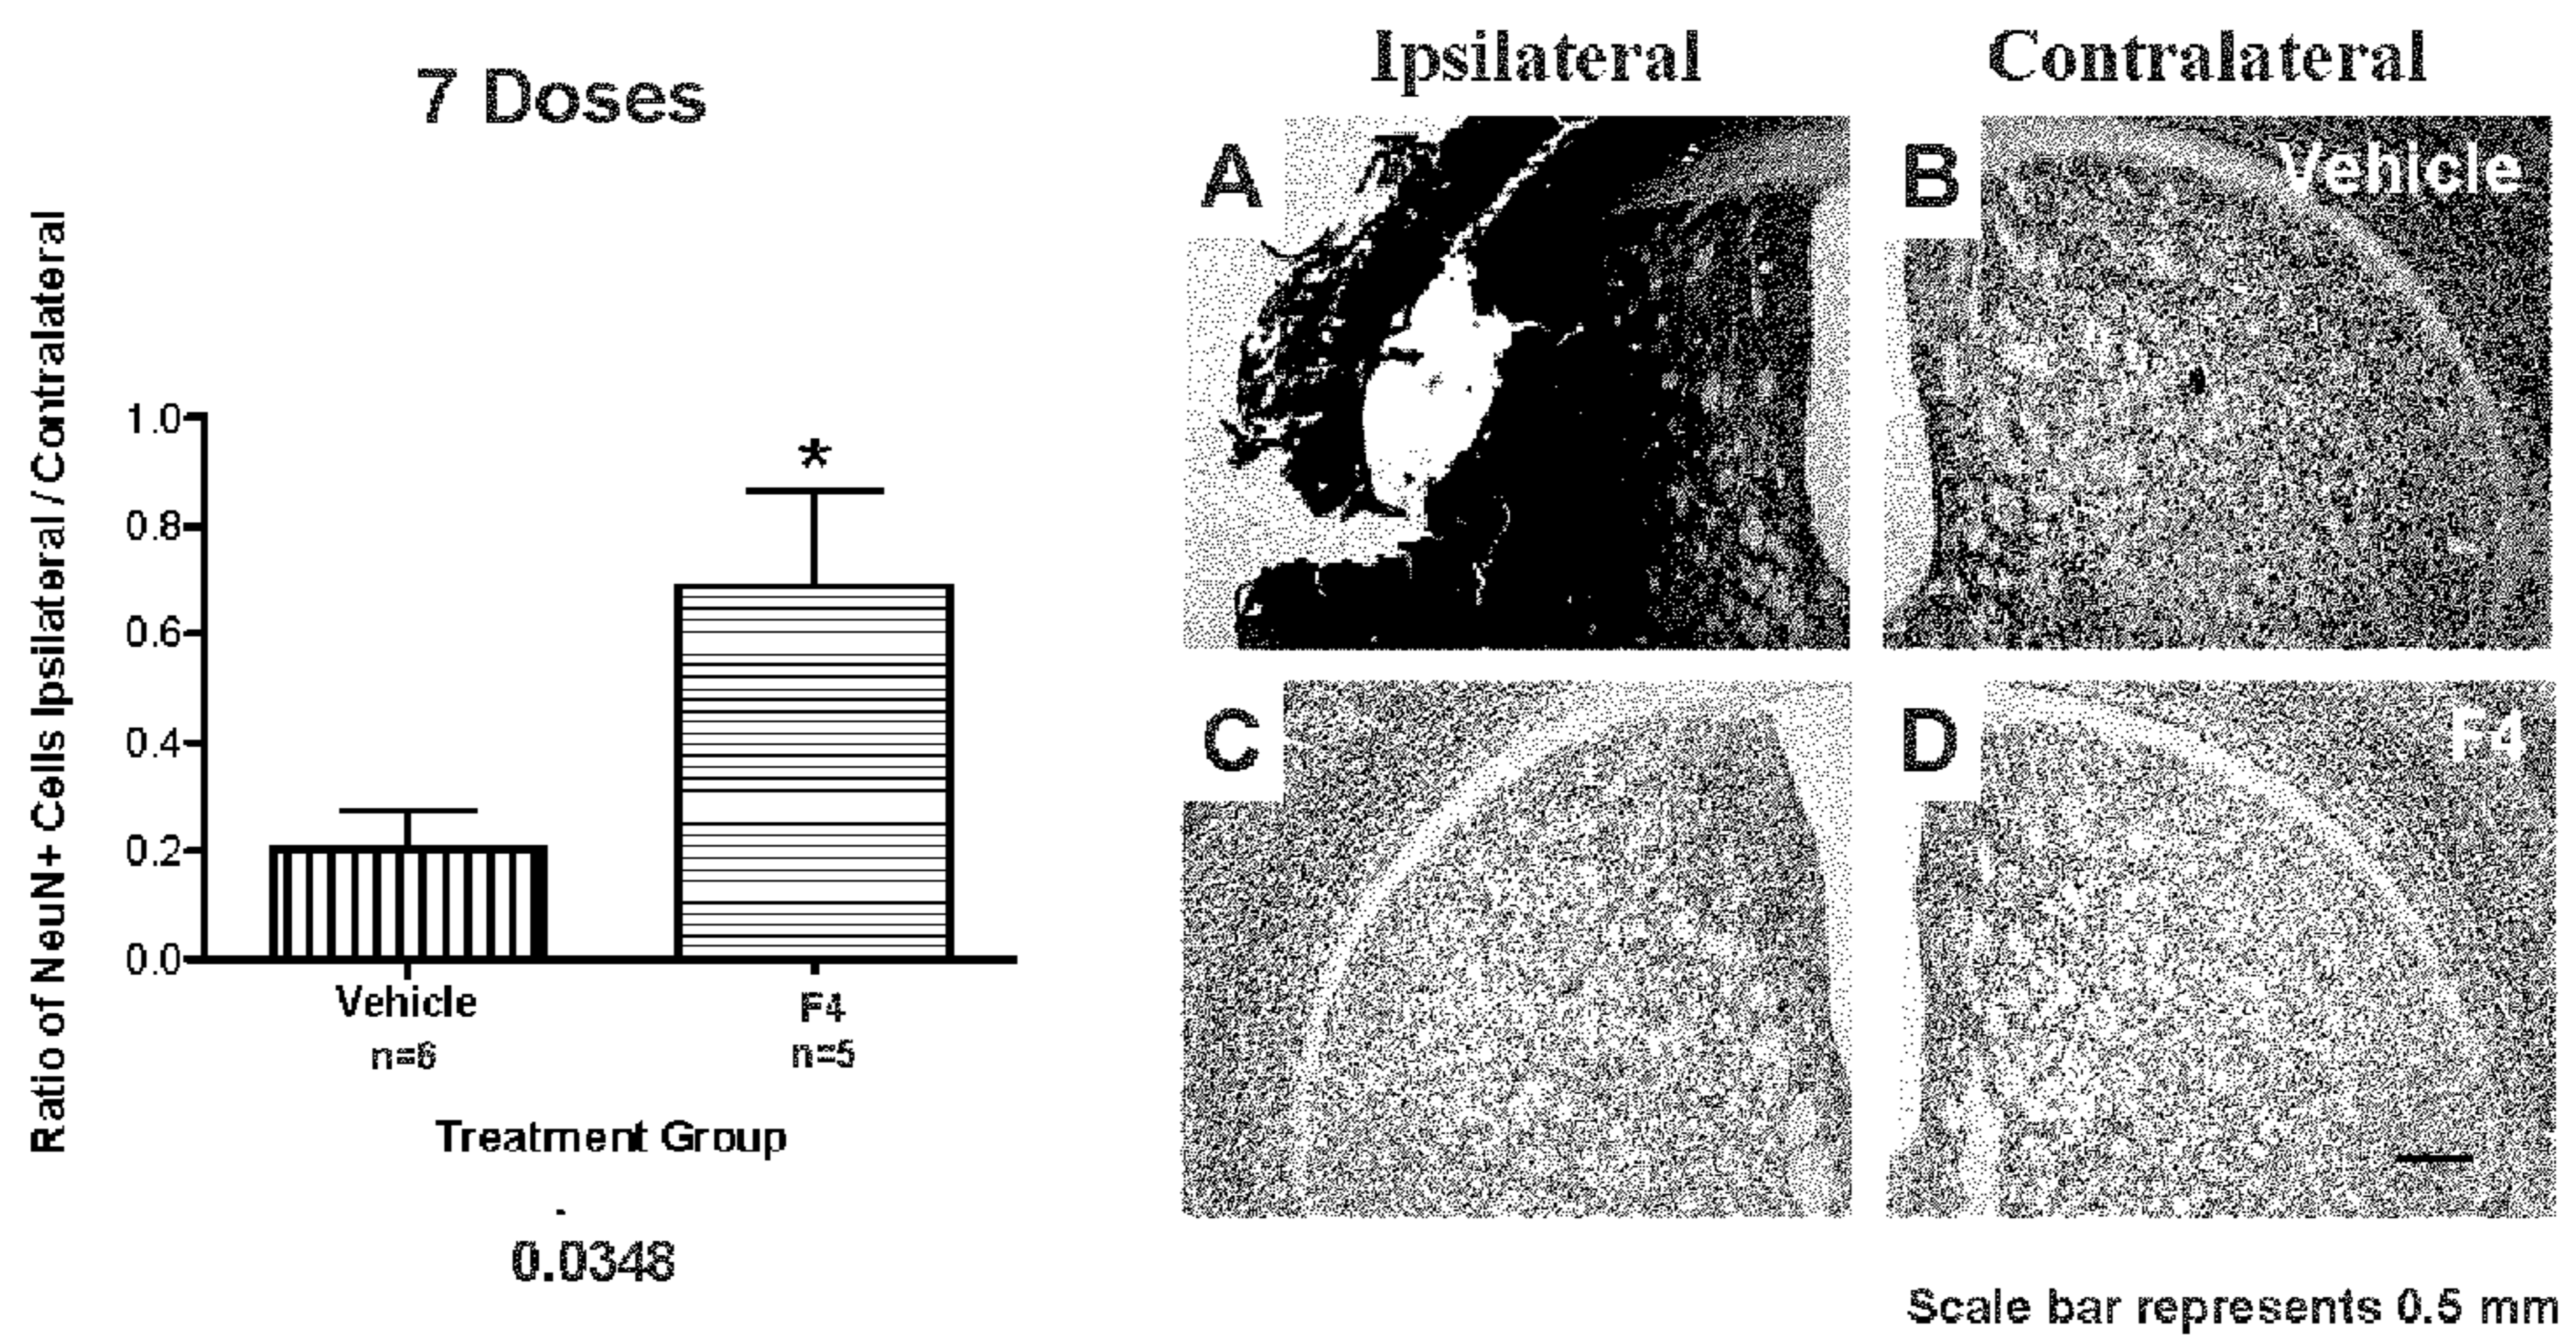 7 Doses
Ratio of NeuN+ Cells Ipsilateral / Contralateral
1.0
0.8
0.6
0.4
0.2
0.0
*
Vehicle
n=6
F4
n=5
Treatment Group
0.0348
Ipsilateral
Contralateral
A
B
Vehicle
C
D
F4
Scale bar represents 0.5 mm